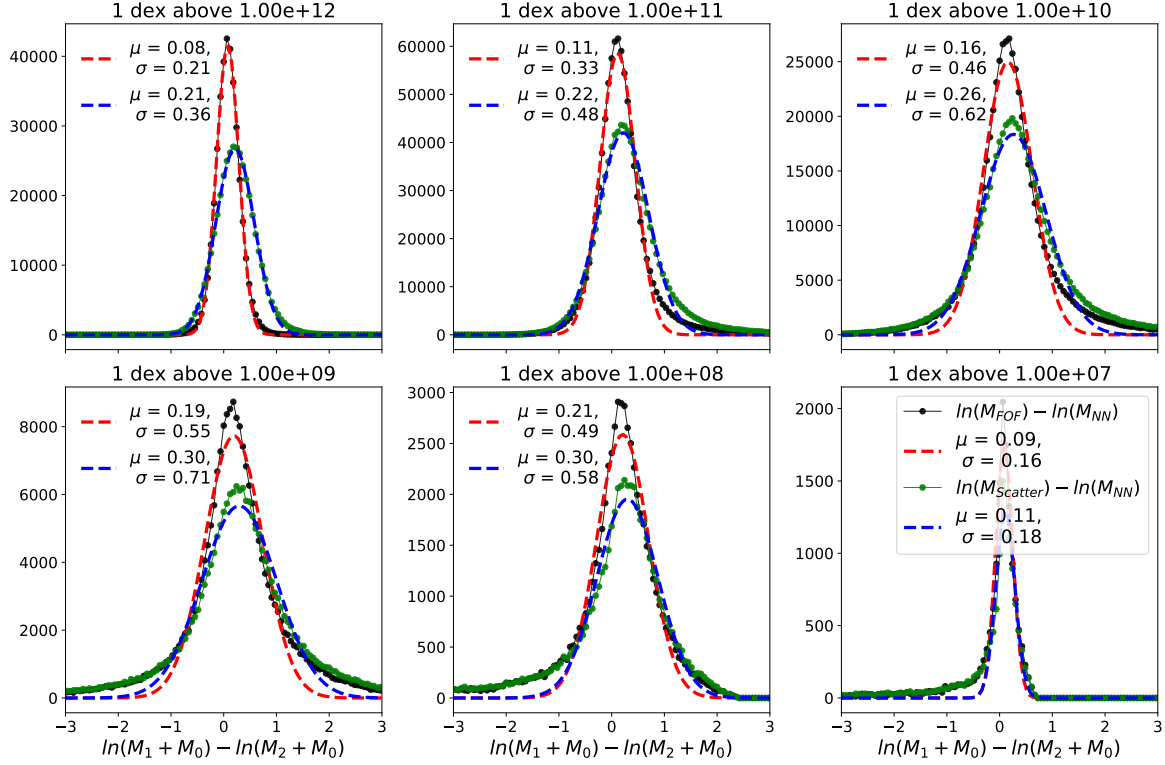 1 dex above 1.00e+12
1 dex above 1.00e+11
1 dex above 1.00e+10
μ = 0.08,
σ = 0.21
μ = 0.21,
σ = 0.36
40000
30000
20000
10000
0
μ = 0.11,
σ = 0.33
μ = 0.22,
σ = 0.48
60000
50000
40000
30000
20000
10000
0
μ = 0.16,
σ = 0.46
μ = 0.26,
σ = 0.62
25000
20000
15000
10000
5000
0
1 dex above 1.00e+09
1 dex above 1.00e+08
1 dex above 1.00e+07
μ = 0.19,
σ = 0.55
μ = 0.30,
σ = 0.71
8000
6000
4000
2000
0
−3 −2 −1 0 1 2 3
ln(M₁ + M₀) − ln(M₂ + M₀)
μ = 0.21,
σ = 0.49
μ = 0.30,
σ = 0.58
3000
2500
2000
1500
1000
500
0
−3 −2 −1 0 1 2 3
ln(M₁ + M₀) − ln(M₂ + M₀)
ln(M_FOF) − ln(M_NN)
μ = 0.09,
σ = 0.16
ln(M_Scatter) − ln(M_NN)
μ = 0.11,
σ = 0.18
2000
1500
1000
500
0
−3 −2 −1 0 1 2 3
ln(M₁ + M₀) − ln(M₂ + M₀)